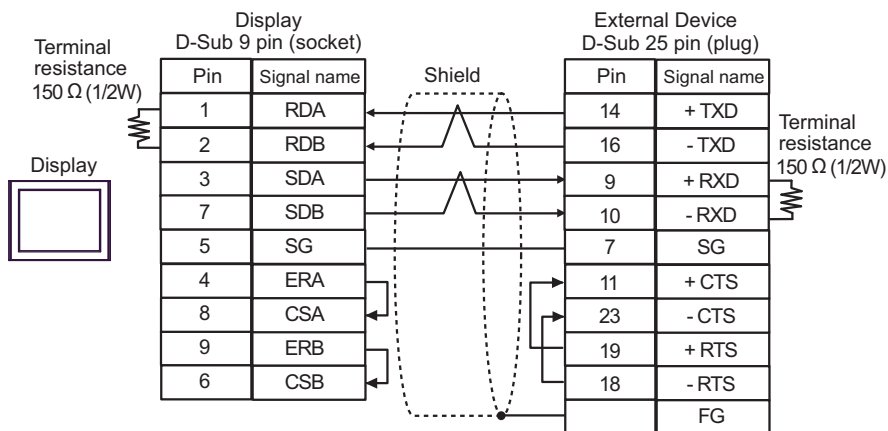 Display
D-Sub 9 pin (socket)
External Device
D-Sub 25 pin (plug)
Terminal
resistance
150 Ω (1/2W)
Pin Signal name
Shield
Pin Signal name
1 RDA
14 + TXD
2 RDB
16 - TXD
Terminal
resistance
150 Ω (1/2W)
Display
3 SDA
9 + RXD
7 SDB
10 - RXD
5 SG
7 SG
4 ERA
11 + CTS
8 CSA
23 - CTS
9 ERB
19 + RTS
6 CSB
18 - RTS
FG